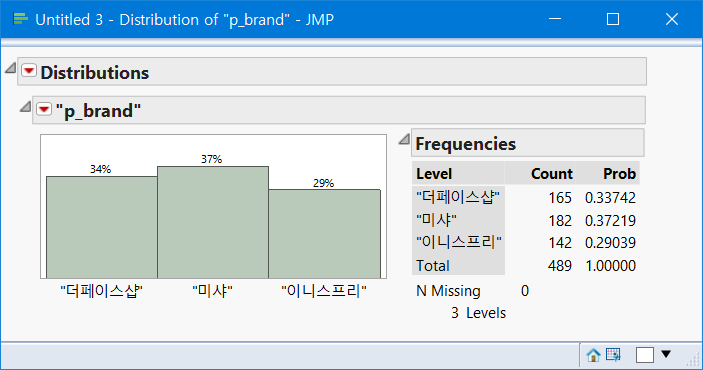 Untitled 3 - Distribution of "p_brand" - JMP
Distributions
"p_brand"
34%
37%
29%
"더페이스샵" "미샤" "이니스프리"
Frequencies
Level Count Prob
"더페이스샵" 165 0.33742
"미샤" 182 0.37219
"이니스프리" 142 0.29039
Total 489 1.00000
N Missing 0
3 Levels